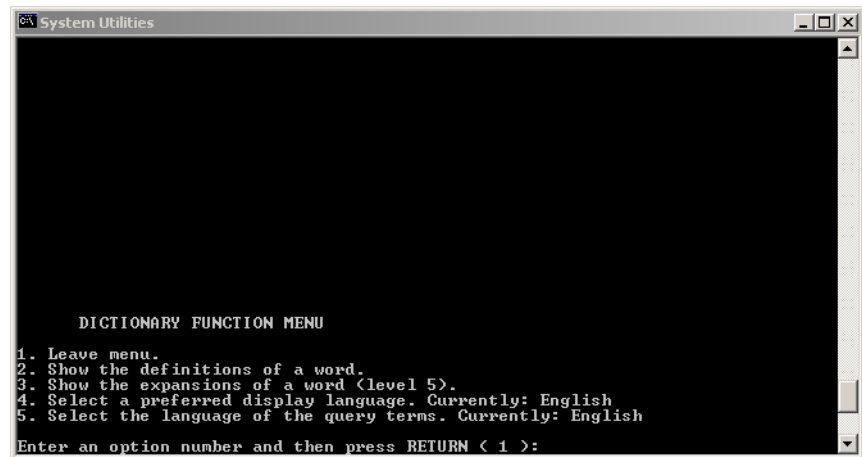 System Utilities
DICTIONARY FUNCTION MENU
1. Leave menu.
2. Show the definitions of a word.
3. Show the expansions of a word (level 5).
4. Select a preferred display language. Currently: English
5. Select the language of the query terms. Currently: English
Enter an option number and then press RETURN ( 1 ):